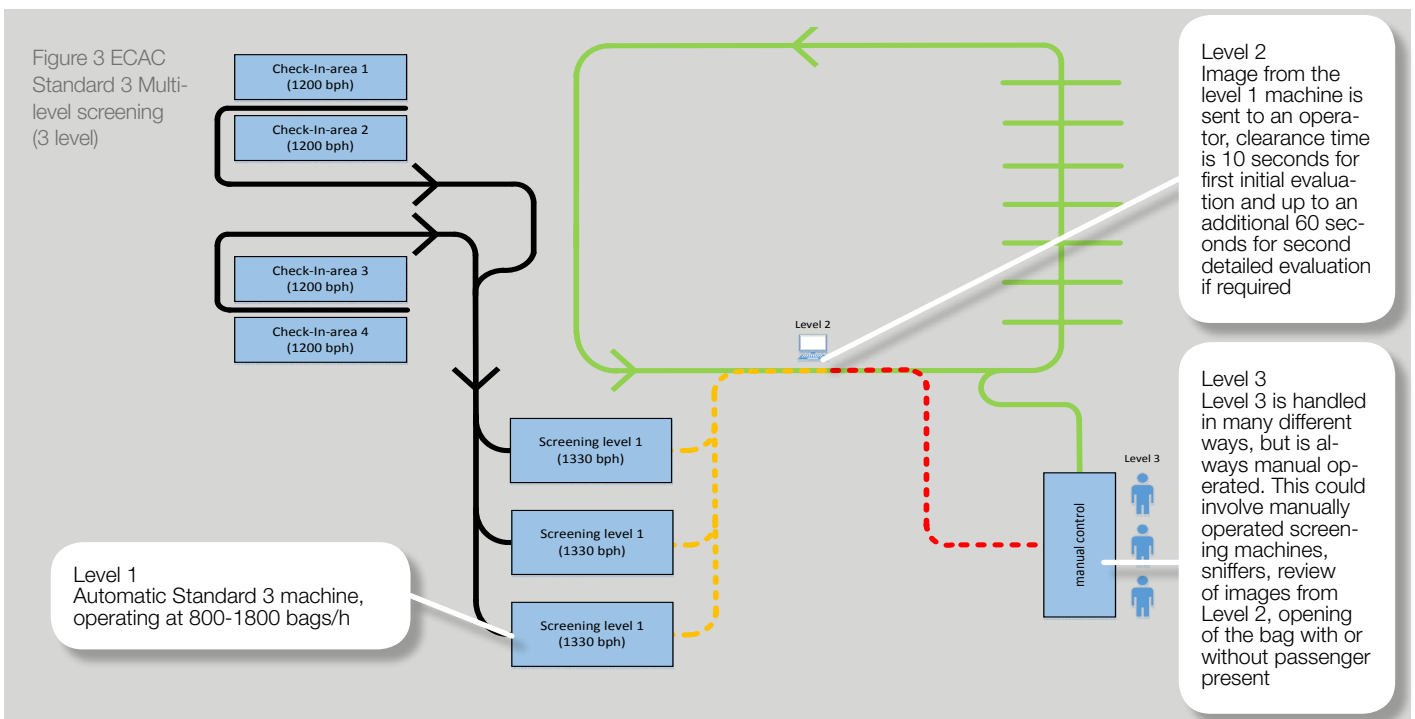 Figure 3 ECAC
Standard 3 Multi-
level screening
(3 level)
Check-In-area 1
(1200 bph)
Check-In-area 2
(1200 bph)
Check-In-area 3
(1200 bph)
Check-In-area 4
(1200 bph)
Level 2
Screening level 1
(1330 bph)
Screening level 1
(1330 bph)
Screening level 1
(1330 bph)
Level 1
Automatic Standard 3 machine,
operating at 800-1800 bags/h
manual control
Level 3
Level 2
Image from the
level 1 machine is
sent to an opera-
tor, clearance time
is 10 seconds for
first initial evalua-
tion and up to an
additional 60 sec-
onds for second
detailed evaluation
if required
Level 3
Level 3 is handled
in many different
ways, but is al-
ways manual op-
erated. This could
involve manually
operated screen-
ing machines,
sniffers, review
of images from
Level 2, opening
of the bag with or
without passenger
present